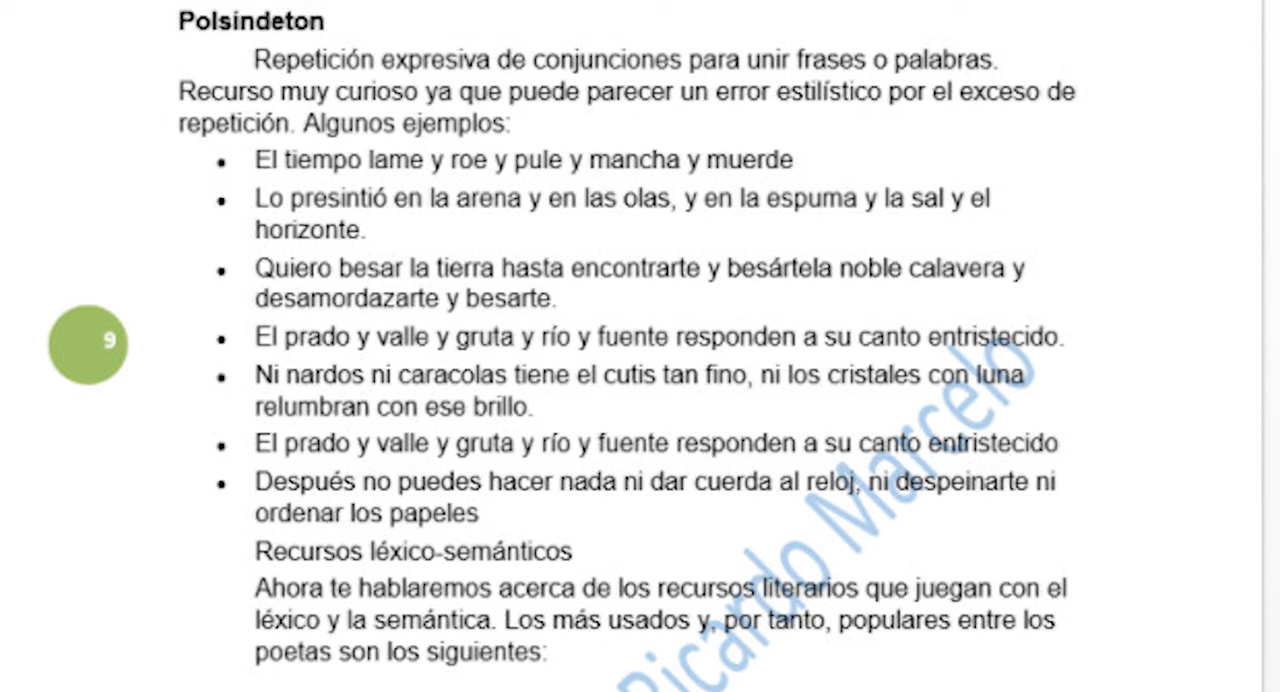 Polsíndeton
Repetición expresiva de conjunciones para unir frases o palabras.
Recurso muy curioso ya que puede parecer un error estilístico por el exceso de
repetición. Algunos ejemplos:
• El tiempo lame y roe y pule y mancha y muerde
• Lo presintió en la arena y en las olas, y en la espuma y la sal y el
horizonte.
• Quiero besar la tierra hasta encontrarte y besártela noble calavera y
desamordazarte y besarte.
9
• El prado y valle y gruta y río y fuente responden a su canto entristecido.
• Ni nardos ni caracolas tiene el cutis tan fino, ni los cristales con luna
relumbran con ese brillo.
• El prado y valle y gruta y río y fuente responden a su canto entristecido
• Después no puedes hacer nada ni dar cuerda al reloj, ni despeinarte ni
ordenar los papeles
Recursos léxico-semánticos
Ahora te hablaremos acerca de los recursos literarios que juegan con el
léxico y la semántica. Los más usados y, por tanto, populares entre los
poetas son los siguientes:
Ricardo Marcelo